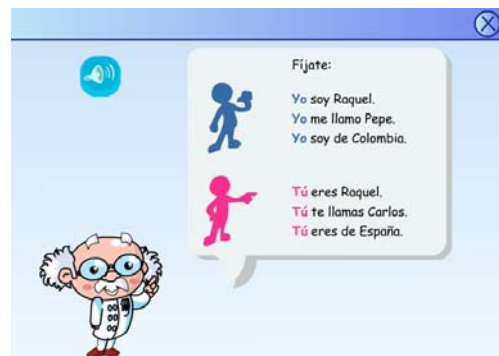 Fíjate:
Yo soy Raquel.
Yo me llamo Pepe.
Yo soy de Colombia.
Tú eres Raquel.
Tú te llamas Carlos.
Tú eres de España.